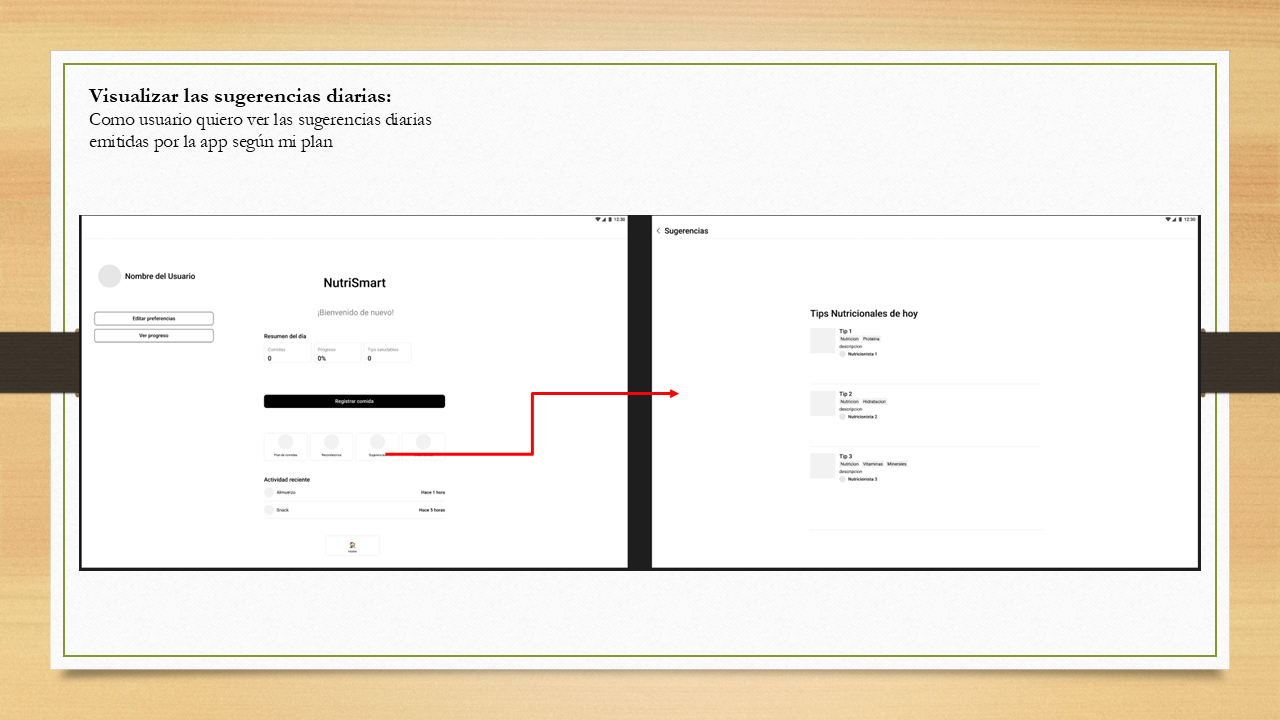 Visualizar las sugerencias diarias:
Como usuario quiero ver las sugerencias diarias
emitidas por la app según mi plan
12:30
Nombre del Usuario
Editar preferencias
Ver progreso
NutriSmart
¡Bienvenido de nuevo!
Resumen del día
Comidas
0
Progreso
0%
Tips saludables
0
Registrar comida
Plan de comidas
Recordatorios
Sugerencias
Actividad reciente
Almuerzo
Hace 1 hora
Snack
Hace 5 horas
Home
12:30
Sugerencias
Tips Nutricionales de hoy
Tip 1
Nutricion Proteina
descripcion
Nutricionista 1
Tip 2
Nutricion Hidratacion
descripcion
Nutricionista 2
Tip 3
Nutricion Vitaminas Minerales
descripcion
Nutricionista 3